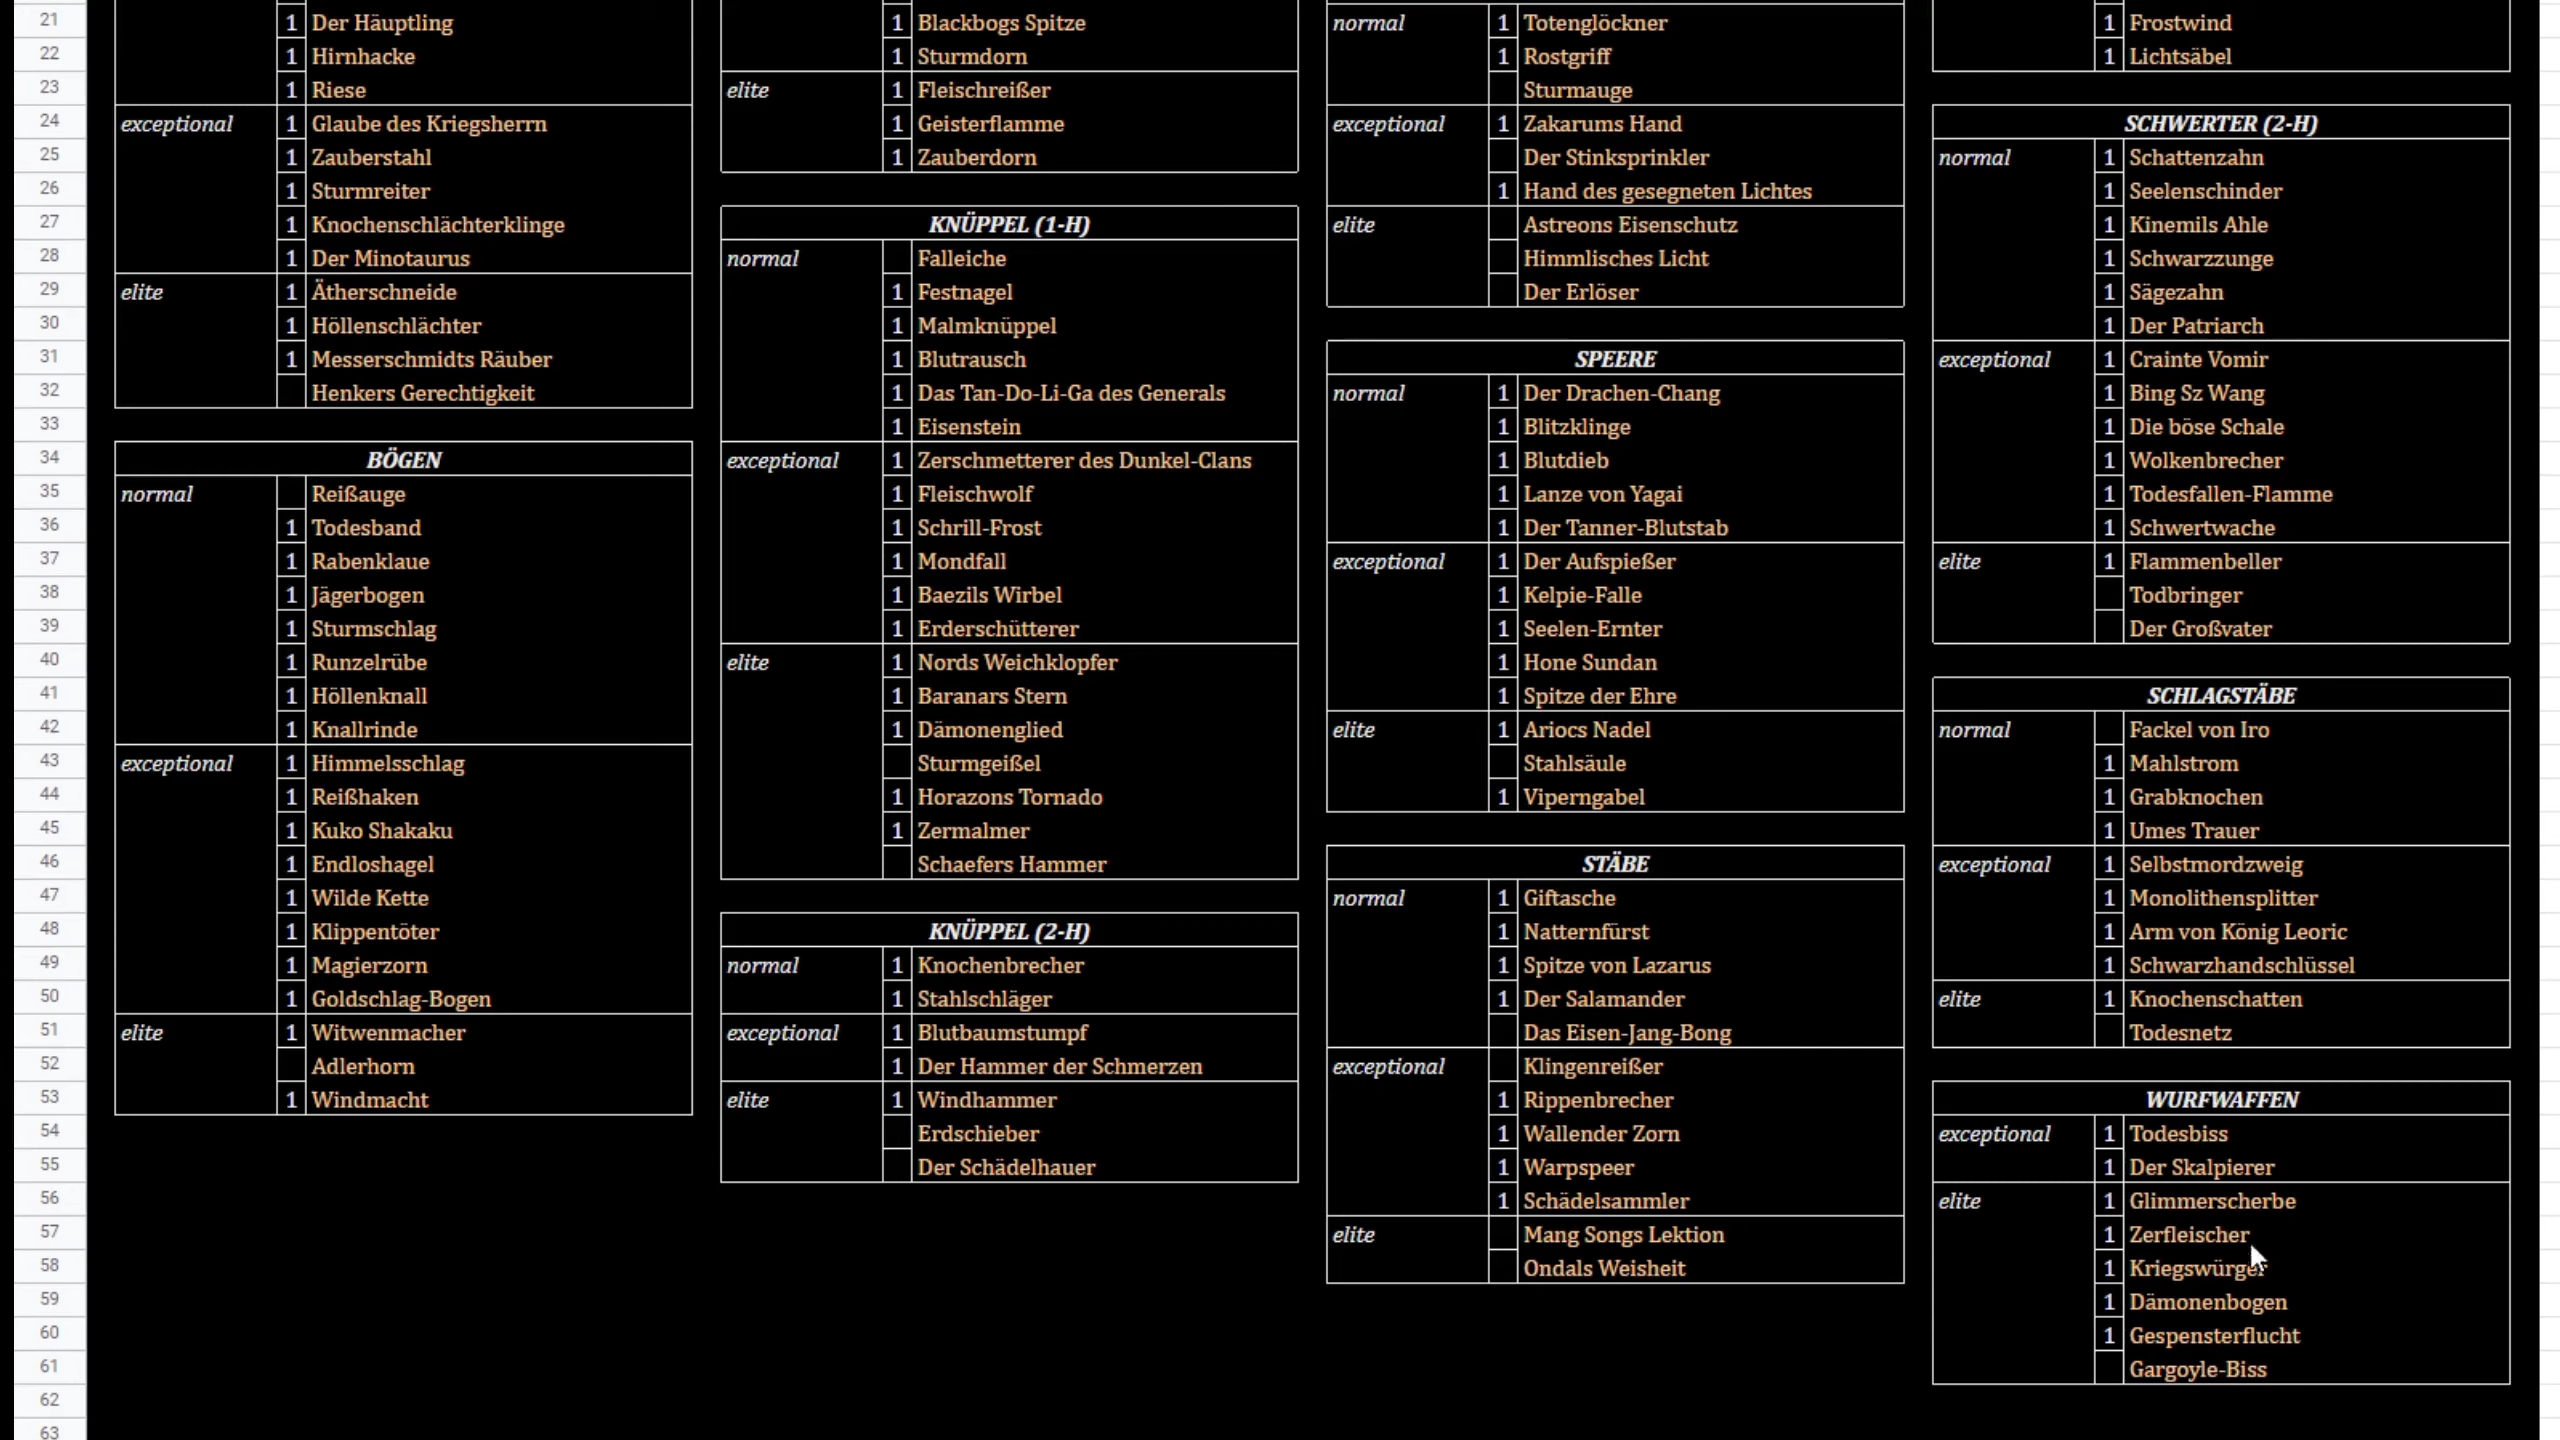 21
22
23
24
25
26
27
28
29
30
31
32
33
34
35
36
37
38
39
40
41
42
43
44
45
46
47
48
49
50
51
52
53
54
55
56
57
58
59
60
61
62
63
1 Der Häuptling
1 Hirnhacke
1 Riese
exceptional 1 Glaube des Kriegsherrn
1 Zauberstahl
1 Sturmreiter
1 Knochenschlächterklinge
1 Der Minotaurus
elite 1 Ätherschneide
1 Höllenschlächter
1 Messerschmidts Räuber
Henkers Gerechtigkeit
BÖGEN
normal Reißauge
1 Todesband
1 Rabenklaue
1 Jägerbogen
1 Sturmschlag
1 Runzelrübe
1 Höllenknall
1 Knallrinde
exceptional 1 Himmelsschlag
1 Reißhaken
1 Kuko Shakaku
1 Endloshagel
1 Wilde Kette
1 Klippentöter
1 Magierzorn
1 Goldschlag-Bogen
elite 1 Witwenmacher
Adlerhorn
1 Windmacht
1 Blackbogs Spitze
1 Sturmdorn
elite 1 Fleischreißer
1 Geisterflamme
1 Zauberdorn
KNÜPPEL (1-H)
normal Falleiche
1 Festnagel
1 Malmknüppel
1 Blutrausch
1 Das Tan-Do-Li-Ga des Generals
1 Eisenstein
exceptional 1 Zerschmetterer des Dunkel-Clans
1 Fleischwolf
1 Schrill-Frost
1 Mondfall
1 Baezils Wirbel
1 Erderschütterer
elite 1 Nords Weichklopfer
1 Baranars Stern
1 Dämonenglied
Sturmgeißel
1 Horazons Tornado
1 Zermalmer
Schaefers Hammer
KNÜPPEL (2-H)
normal 1 Knochenbrecher
1 Stahlschläger
exceptional 1 Blutbaumstumpf
1 Der Hammer der Schmerzen
elite 1 Windhammer
Erdschieber
Der Schädelhauer
normal 1 Totenglöckner
1 Rostgriff
Sturmauge
exceptional 1 Zakarums Hand
Der Stinksprinkler
1 Hand des gesegneten Lichtes
elite Astreons Eisenschutz
Himmlisches Licht
Der Erlöser
SPEERE
normal 1 Der Drachen-Chang
1 Blitzklinge
1 Blutdieb
1 Lanze von Yagai
1 Der Tanner-Blutstab
exceptional 1 Der Aufspießer
1 Kelpie-Falle
1 Seelen-Ernter
1 Hone Sundan
1 Spitze der Ehre
elite 1 Ariocs Nadel
Stahlsäule
1 Viperngabel
STÄBE
normal 1 Giftasche
1 Natternfürst
1 Spitze von Lazarus
1 Der Salamander
Das Eisen-Jang-Bong
exceptional Klingenreißer
1 Rippenbrecher
1 Wallender Zorn
1 Warpspeer
1 Schädelsammler
elite Mang Songs Lektion
Ondals Weisheit
1 Frostwind
1 Lichtsäbel
SCHWERTER (2-H)
normal 1 Schattenzahn
1 Seelenschinder
1 Kinemils Ahle
1 Schwarzzunge
1 Sägezahn
1 Der Patriarch
exceptional 1 Crainte Vomir
1 Bing Sz Wang
1 Die böse Schale
1 Wolkenbrecher
1 Todesfallen-Flamme
1 Schwertwache
elite 1 Flammenbeller
Todbringer
Der Großvater
SCHLAGSTÄBE
normal Fackel von Iro
1 Mahlstrom
1 Grabknochen
1 Umes Trauer
exceptional 1 Selbstmordzweig
1 Monolithensplitter
1 Arm von König Leoric
1 Schwarzhandschlüssel
elite 1 Knochenschatten
Todesnetz
WURFWAFFEN
exceptional 1 Todesbiss
1 Der Skalpierer
elite 1 Glimmerscherbe
1 Zerfleischer
1 Kriegswürger
1 Dämonenbogen
1 Gespensterflucht
Gargoyle-Biss